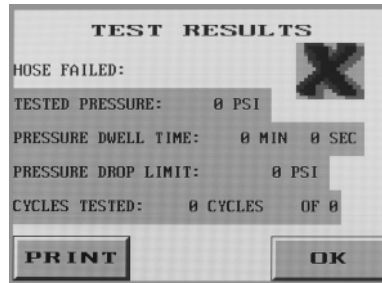 TEST RESULTS
HOSE FAILED:
TESTED PRESSURE: 0 PSI
PRESSURE DWELL TIME: 0 MIN 0 SEC
PRESSURE DROP LIMIT: 0 PSI
CYCLES TESTED: 0 CYCLES OF 0
PRINT
OK